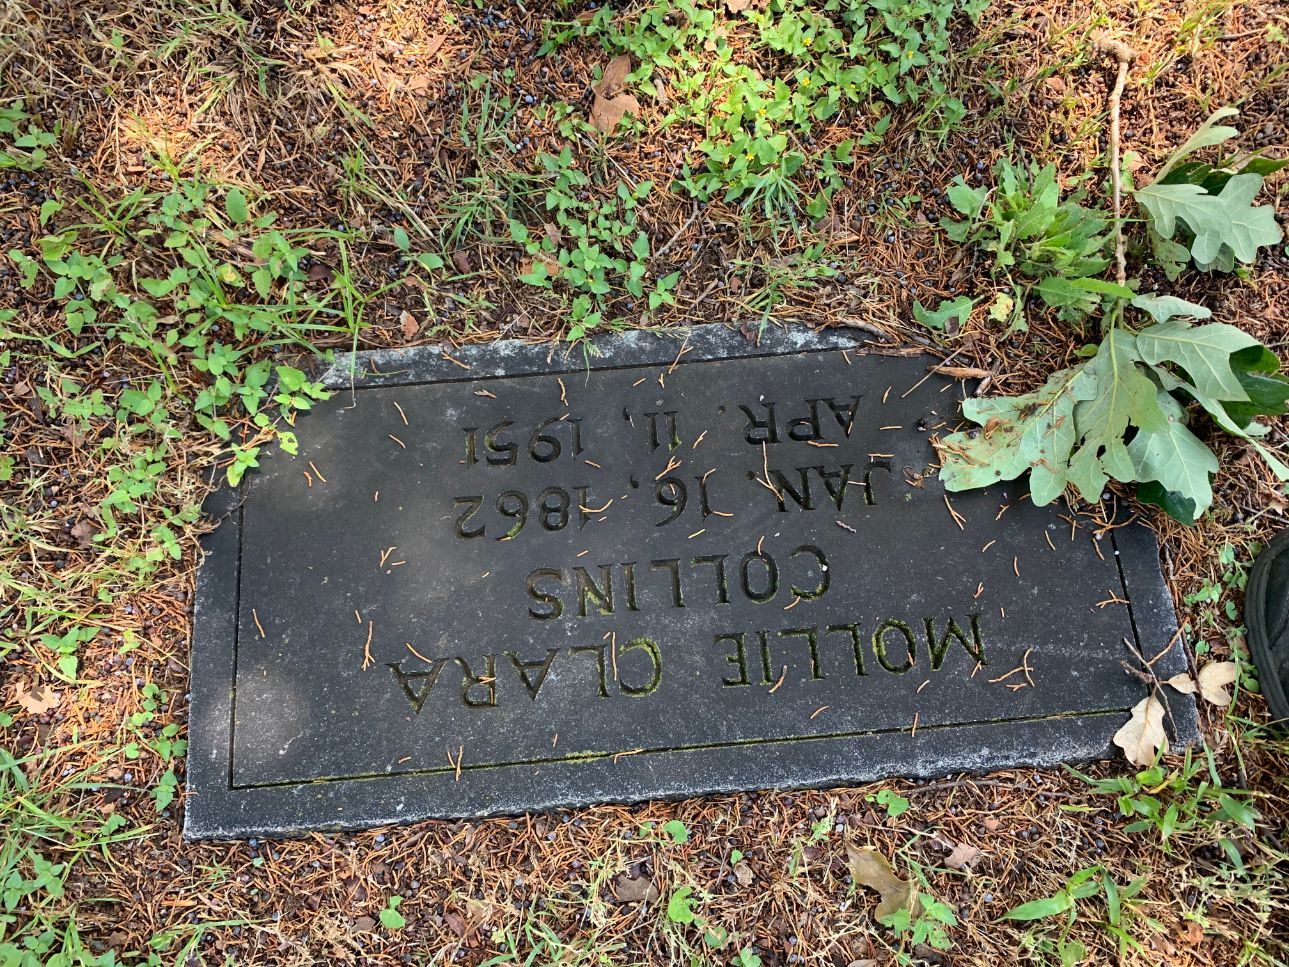 MOLLIE CLARA
COLLINS
JAN. 16, 1862
APR. 11, 1951